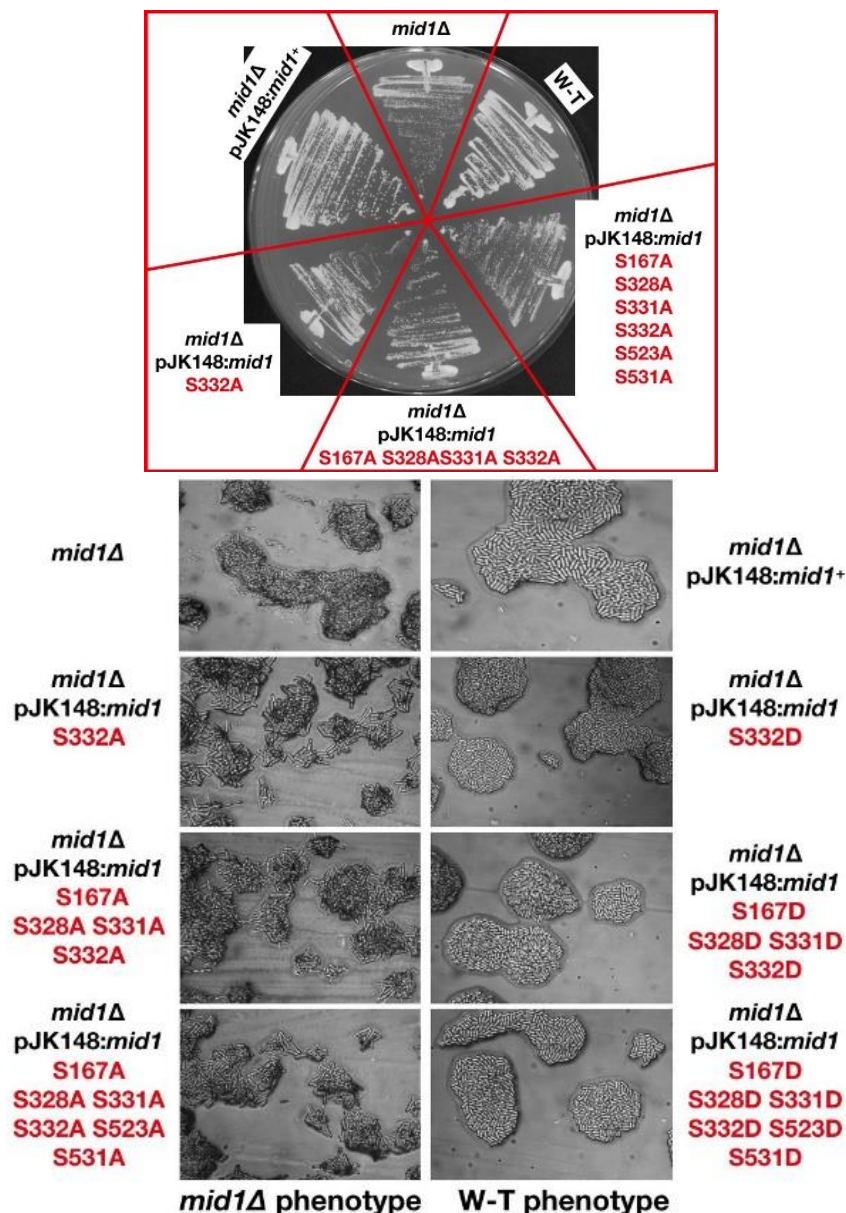 mid1Δ
mid1Δ
pJK148:mid1+
W-T
mid1Δ
pJK148:mid1
S167A
S328A
S331A
S332A
S523A
S531A
mid1Δ
pJK148:mid1
S332A
mid1Δ
pJK148:mid1
S167A S328AS331A S332A
mid1Δ
mid1Δ
pJK148:mid1+
mid1Δ
pJK148:mid1
S332A
mid1Δ
pJK148:mid1
S332D
mid1Δ
pJK148:mid1
S167A
S328A S331A
S332A
mid1Δ
pJK148:mid1
S167D
S328D S331D
S332D
mid1Δ
pJK148:mid1
S167A
S328A S331A
S332A S523A
S531A
mid1Δ
pJK148:mid1
S167D
S328D S331D
S332D S523D
S531D
mid1Δ phenotype
W-T phenotype